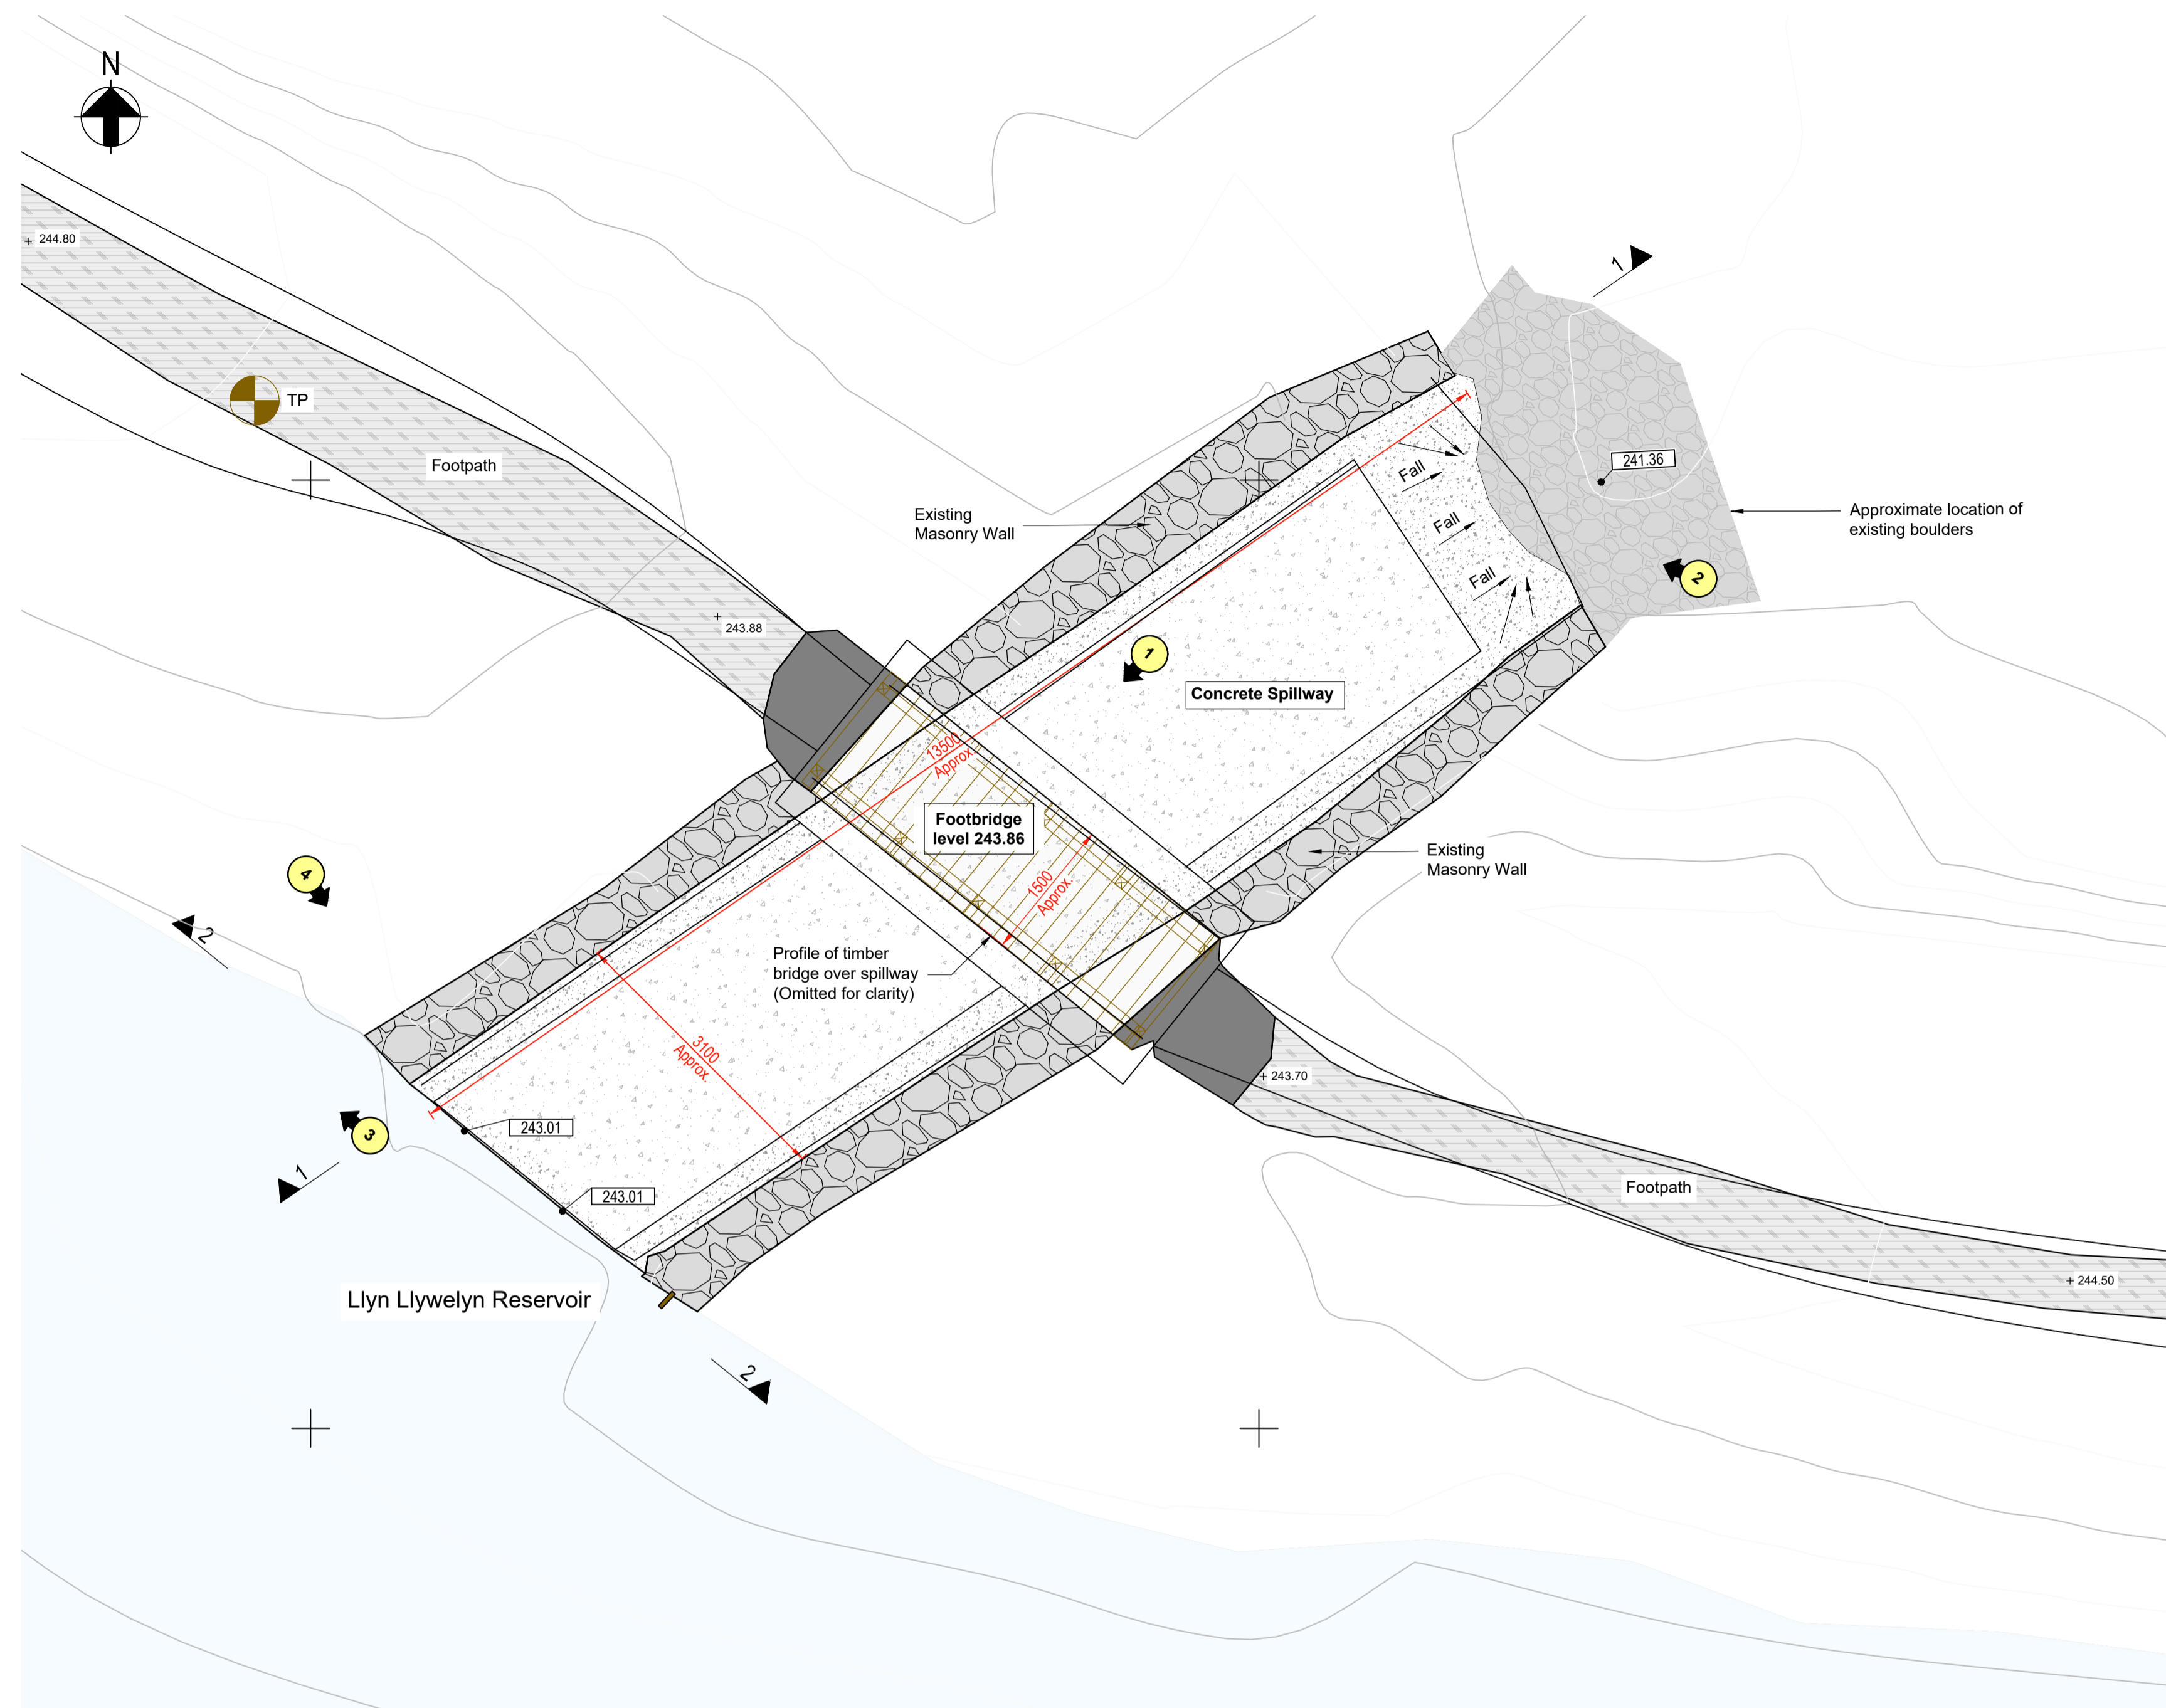 N
244.80
TP
Footpath
243.88
1
241.36
Approximate location of
existing boulders
2
Fall
Fall
Fall
Existing
Masonry Wall
1
Concrete Spillway
13500
Approx.
Footbridge
level 243.86
1500
Approx.
Existing
Masonry Wall
4
2
Profile of timber
bridge over spillway
(Omitted for clarity)
3100
Approx.
243.70
3
243.01
1
243.01
Footpath
244.50
Llyn Llywelyn Reservoir
2